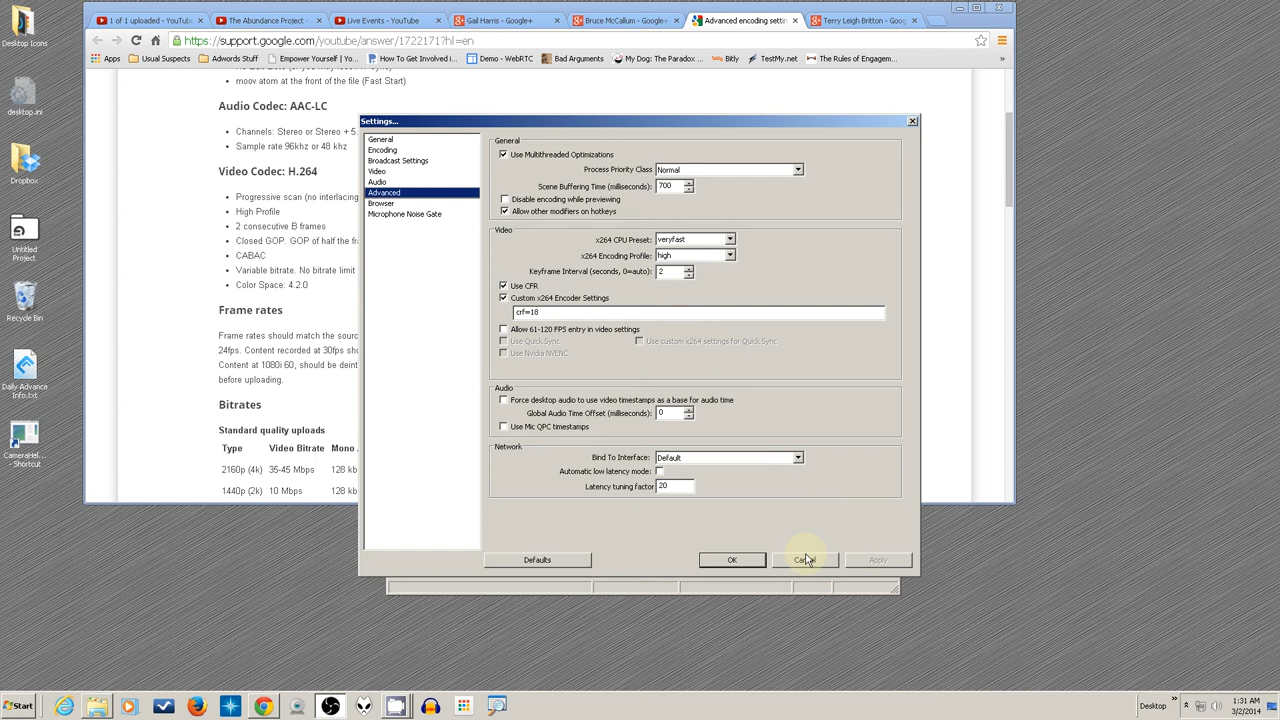 Desktop Icons
1 of 1 uploaded - YouTube
The Abundance Project -
Live Events - YouTube
Gail Harris - Google+
Bruce McCallum - Google+
Advanced encoding settin
Terry Leigh Britton - Goog
https://support.google.com/youtube/answer/1722171?hl=en
Apps
Usual Suspects
Adwords Stuff
Empower Yourself | Yo...
How To Get Involved i...
Demo - WebRTC
Bad Arguments
My Dog: The Paradox ...
Bitly
TestMy.net
The Rules of Engagem...
»
desktop.ini
Dropbox
Untitled
Project
Recycle Bin
Daily Advance
Info.txt
CameraHel...
- Shortcut
• moov atom at the front of the file (Fast Start)
Audio Codec: AAC-LC
• Channels: Stereo or Stereo + 5.
• Sample rate 96khz or 48 khz
Video Codec: H.264
• Progressive scan (no interlacing
• High Profile
• 2 consecutive B frames
• Closed GOP. GOP of half the fra
• CABAC
• Variable bitrate. No bitrate limit
• Color Space: 4.2.0
Frame rates
Frame rates should match the source
24fps. Content recorded at 30fps sho
Content at 1080i 60, should be deint
before uploading.
Bitrates
Standard quality uploads
Type Video Bitrate Mono
2160p (4k) 35-45 Mbps 128 kb
1440p (2k) 10 Mbps 128 kb
Settings...
General
Encoding
Broadcast Settings
Video
Audio
Advanced
Browser
Microphone Noise Gate
General
Use Multithreaded Optimizations
Process Priority Class Normal
Scene Buffering Time (milliseconds): 700
Disable encoding while previewing
Allow other modifiers on hotkeys
Video
x264 CPU Preset: veryfast
x264 Encoding Profile: high
Keyframe Interval (seconds, 0=auto): 2
Use CFR
Custom x264 Encoder Settings
crf=18
Allow 61-120 FPS entry in video settings
Use Quick Sync Use custom x264 settings for Quick Sync
Use Nvidia NVENC
Audio
Force desktop audio to use video timestamps as a base for audio time
Global Audio Time Offset (milliseconds): 0
Use Mic QPC timestamps
Network
Bind To Interface: Default
Automatic low latency mode:
Latency tuning factor 20
Defaults OK Cancel Apply
Start
Desktop »
1:31 AM
3/2/2014